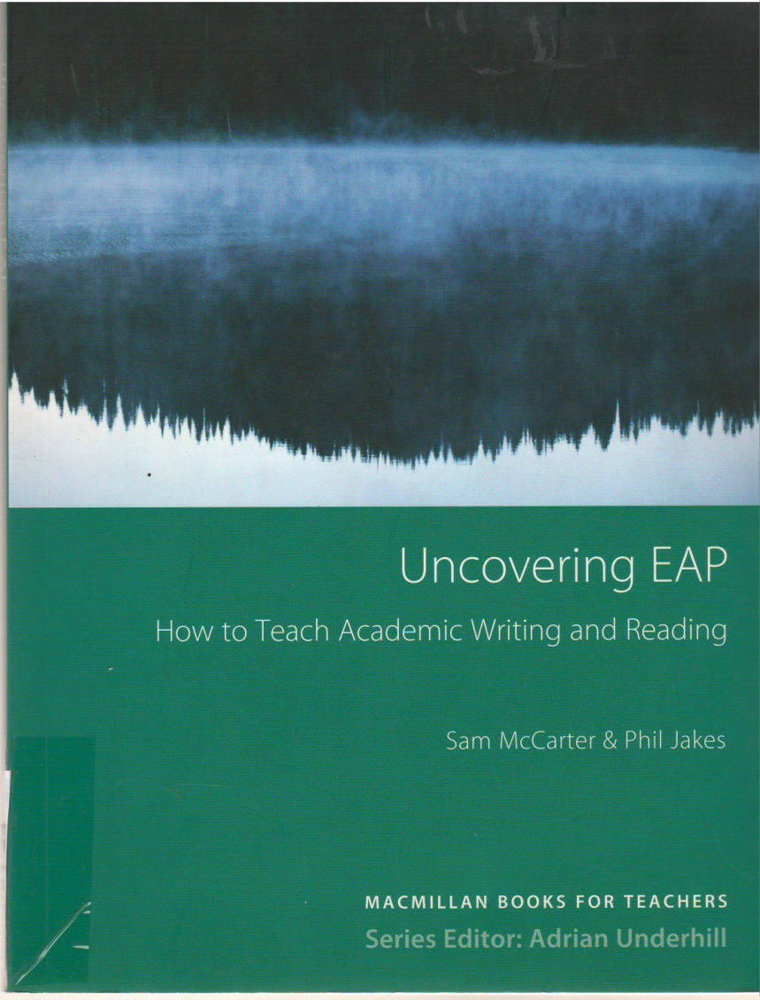 Uncovering EAP
How to Teach Academic Writing and Reading
Sam McCarter & Phil Jakes
MACMILLAN BOOKS FOR TEACHERS
Series Editor: Adrian Underhill